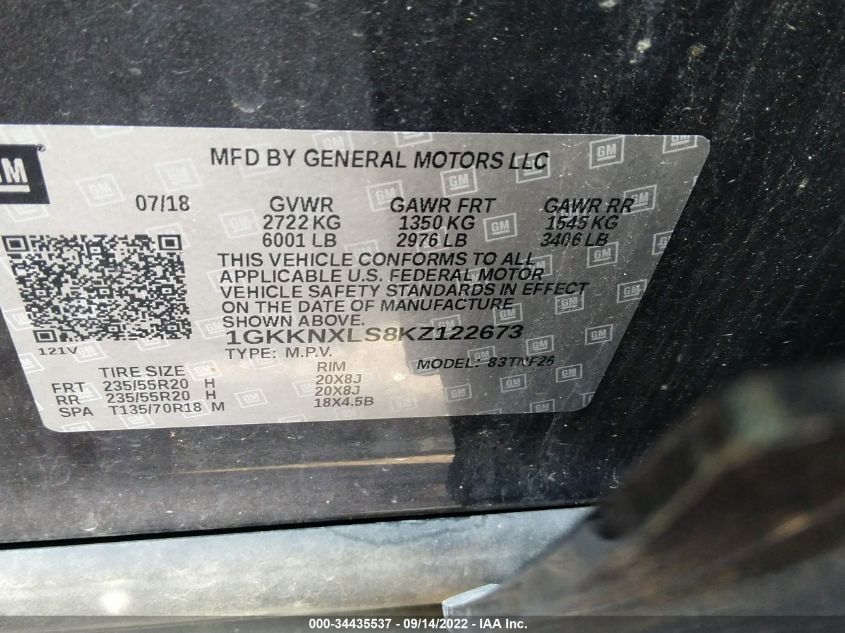 GM
MFD BY GENERAL MOTORS LLC
07/18 GVWR GAWR FRT GAWR RR
2722 KG 1350 KG 1545 KG
6001 LB 2976 LB 3406 LB
THIS VEHICLE CONFORMS TO ALL
APPLICABLE U.S. FEDERAL MOTOR
VEHICLE SAFETY STANDARDS IN EFFECT
ON THE DATE OF MANUFACTURE
SHOWN ABOVE.
1GKKNXLS8KZ122673
121V
TYPE: M.P.V. MODEL: 83TNF26
TIRE SIZE RIM
FRT 235/55R20 H 20X8J
RR 235/55R20 H 20X8J
SPA T135/70R18 M 18X4.5B
000-34435537 - 09/14/2022 - IAA Inc.